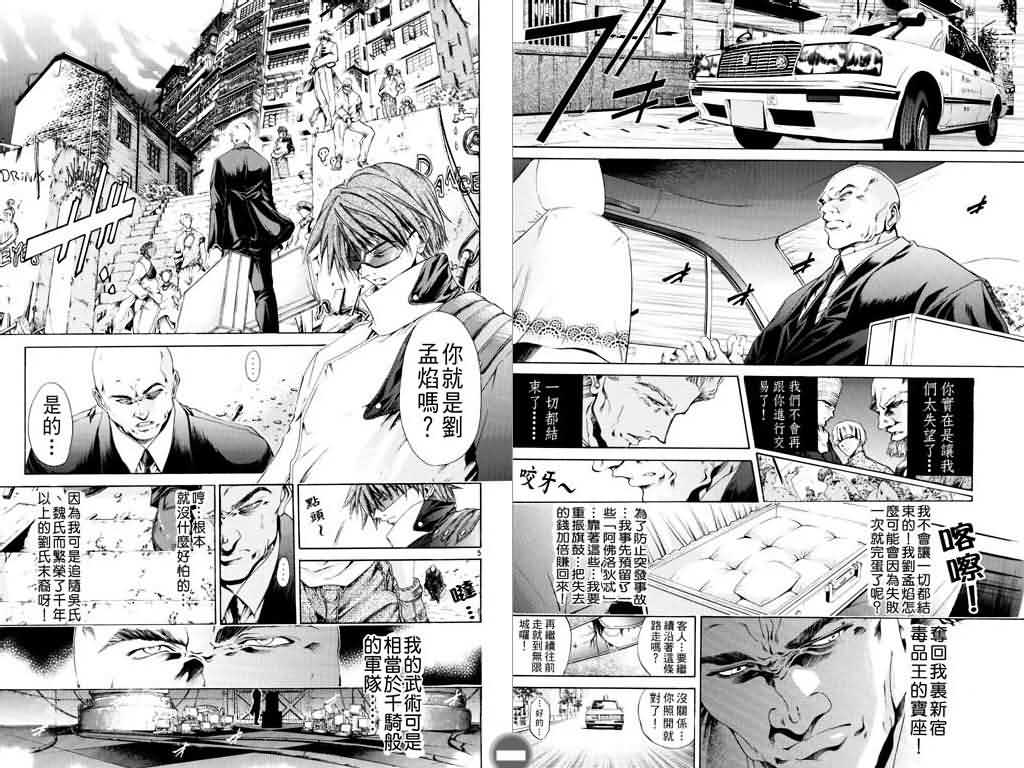 你實在是讓我
們太失望了⋯⋯
我們不會再
跟你進行交
易了！
一切都結
束了⋯⋯
咬牙～
喀嚓！
我不會讓一切都結
束的！我劉孟焰怎
麼可能會因為失敗
一次就完蛋了呢？
為了防止突發事故
⋯我事先預留了一
些「阿佛洛狄忒」
⋯靠著這些⋯我要
重振旗鼓⋯把失去
的錢加倍賺回來！
奪回我裏新宿
毒品王的寶座！
客人⋯要繼
續沿著這條
路走嗎？
再繼續往前
走就到無限
城囉！
沒關係⋯
你照開就
對了！
⋯好的⋯
DRINK
EYES
DANCE
你就是劉
孟焰嗎？
⋯⋯
是的⋯
點頭～
5
噠⋯
哼⋯根本
就沒什麼好怕的⋯
因為我可是追隨吳氏
、魏氏而繁榮了千年
以上的劉氏末裔呀！
我的武術可是
相當於千騎般
的軍隊⋯⋯